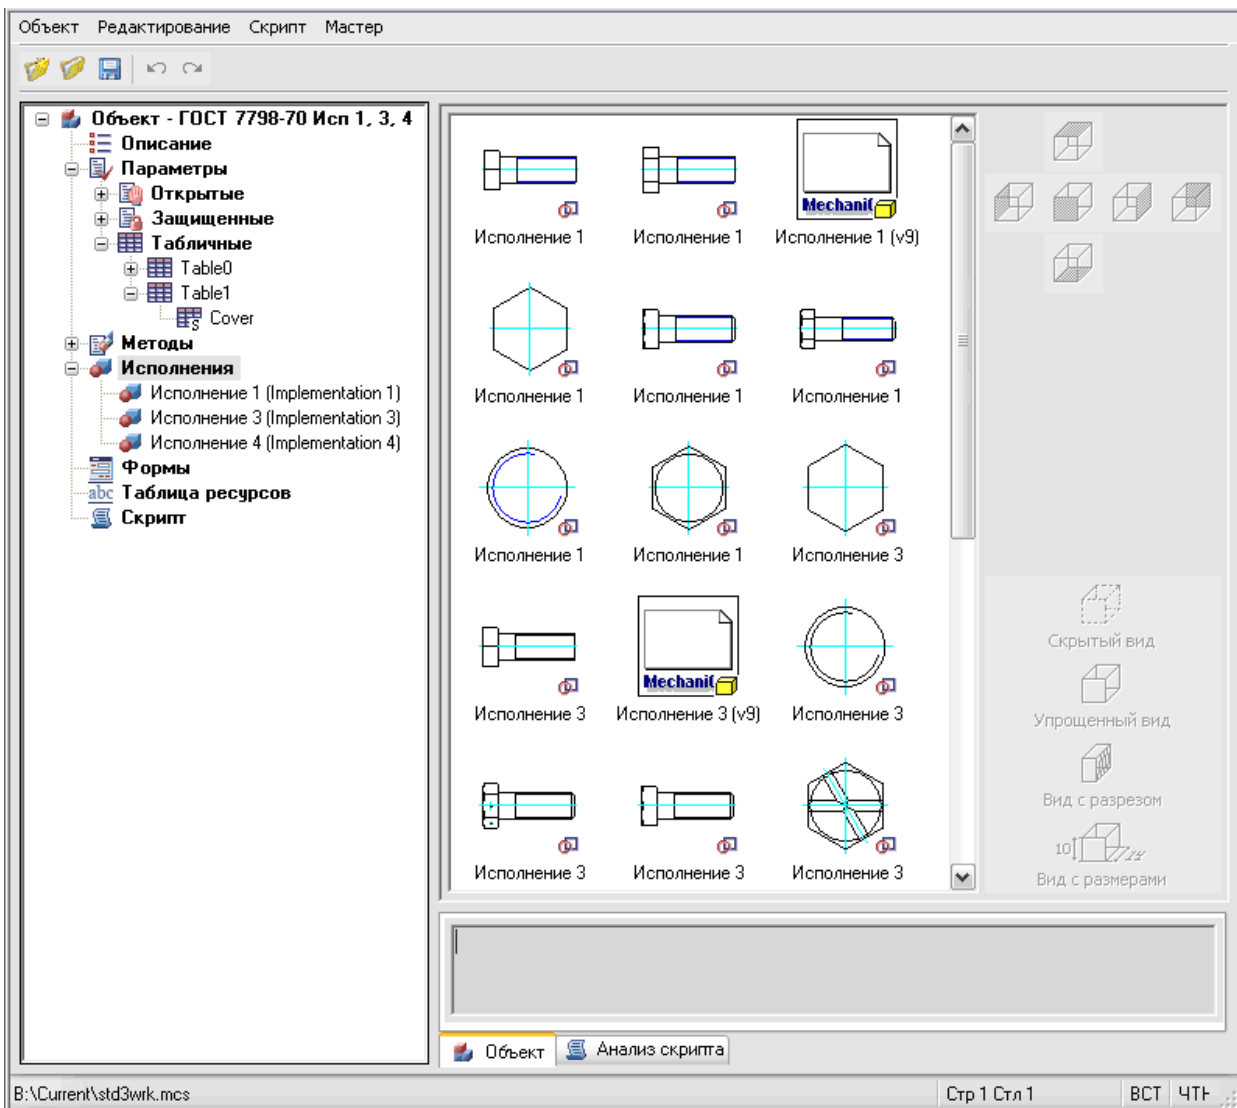 Объект Редактирование Скрипт Мастер
Объект - ГОСТ 7798-70 Исп 1, 3, 4
Описание
Параметры
Открытые
Защищенные
Табличные
Table0
Table1
Cover
Методы
Исполнения
Исполнение 1 (Implementation 1)
Исполнение 3 (Implementation 3)
Исполнение 4 (Implementation 4)
Формы
abc Таблица ресурсов
Скрипт
MechaniC
Исполнение 1 Исполнение 1 Исполнение 1 (v9)
Исполнение 1 Исполнение 1 Исполнение 1
Исполнение 1 Исполнение 1 Исполнение 3
MechaniC
Исполнение 3 Исполнение 3 (v9) Исполнение 3
Исполнение 3 Исполнение 3 Исполнение 3
Скрытый вид
Упрощенный вид
Вид с разрезом
10
Вид с размерами
Объект Анализ скрипта
B:\Current\std3wrk.mcs Стр 1 Стл 1 ВСТ ЧТН